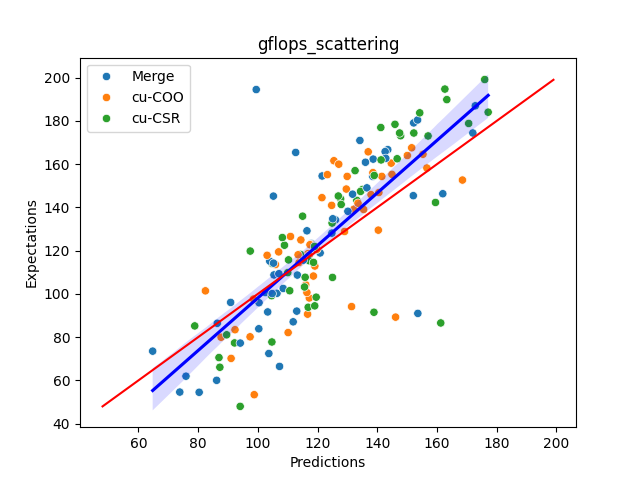 gflops_scattering
Merge
cu-COO
cu-CSR
Expectations
200
180
160
140
120
100
80
60
40
60 80 100 120 140 160 180 200
Predictions